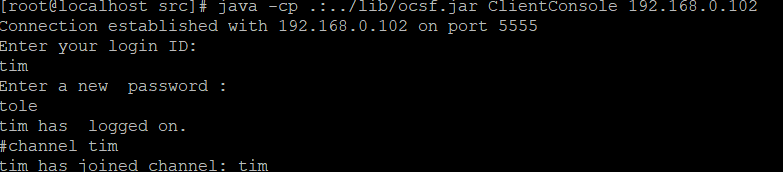 [root@localhost src]# java -cp .:../lib/ocsf.jar ClientConsole 192.168.0.102
Connection established with 192.168.0.102 on port 5555
Enter your login ID:
tim
Enter a new  password :
tole
tim has  logged on.
#channel tim
tim has joined channel: tim